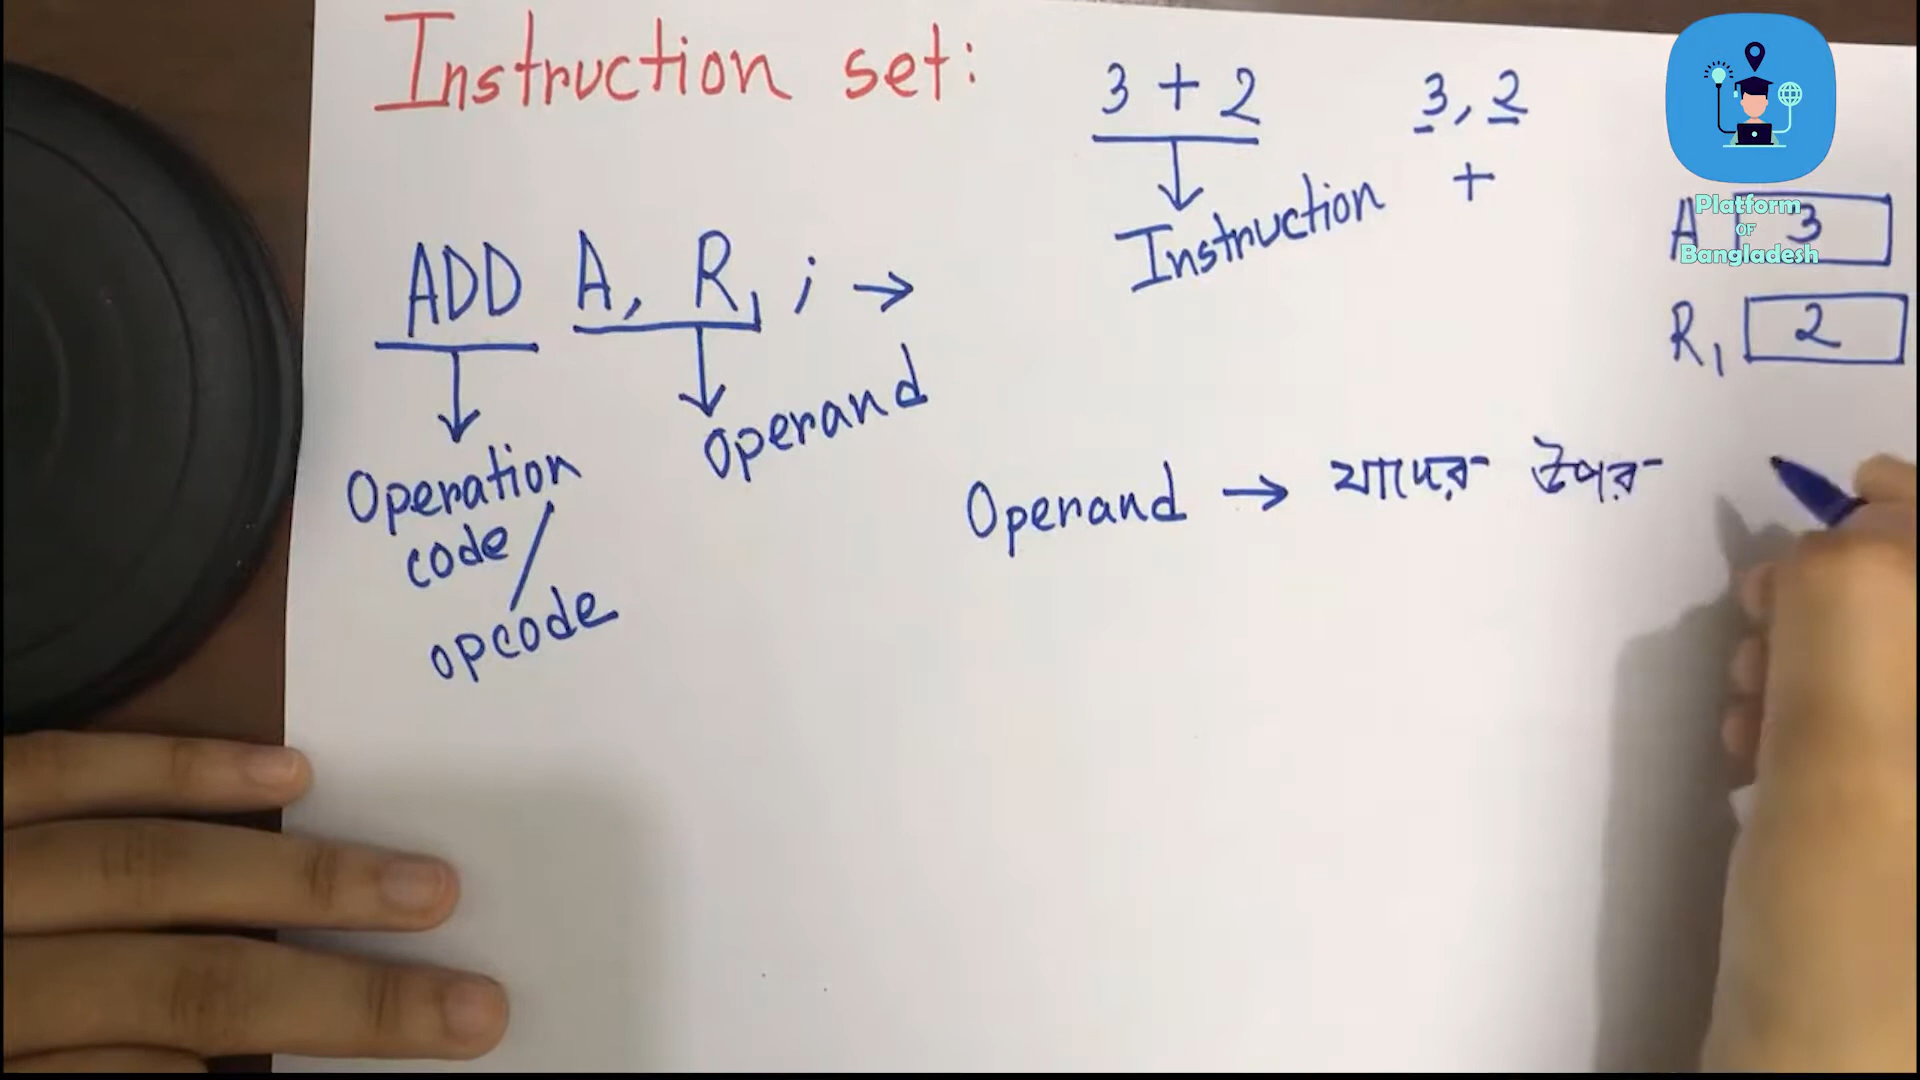 Instruction set:
3 + 2
3, 2
+
Instruction
Platform
OF
Bangladesh
A 3
R1 2
ADD A, R1 ; →
Operand
Operation
code/
opcode
Operand → যাদের উপর